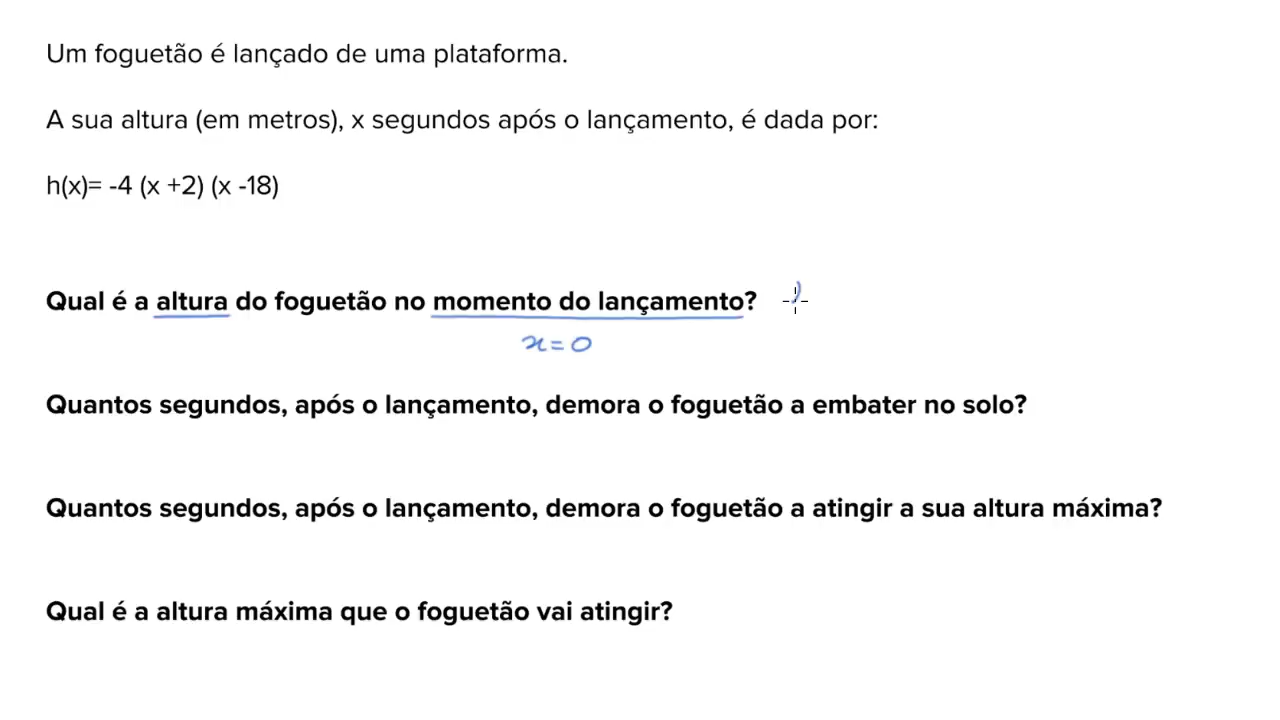 Um foguetão é lançado de uma plataforma.
A sua altura (em metros), x segundos após o lançamento, é dada por:
h(x)= -4 (x +2) (x -18)
Qual é a altura do foguetão no momento do lançamento?
x=0
Quantos segundos, após o lançamento, demora o foguetão a embater no solo?
Quantos segundos, após o lançamento, demora o foguetão a atingir a sua altura máxima?
Qual é a altura máxima que o foguetão vai atingir?